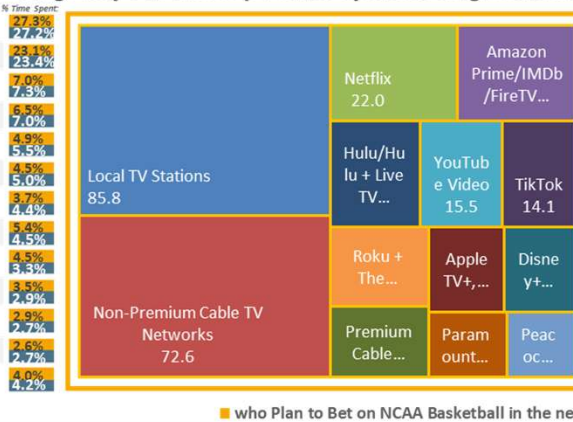 % Time Spent:
27.3%
27.2%
23.1%
23.4%
7.0%
7.3%
6.5%
7.0%
4.9%
5.5%
4.5%
5.0%
3.7%
4.4%
5.4%
4.5%
4.5%
3.3%
3.5%
2.9%
2.9%
2.7%
2.6%
2.7%
4.0%
4.2%
Local TV Stations
85.8
Non-Premium Cable TV
Networks
72.6
Netflix
22.0
Amazon
Prime/IMDb
/FireTV...
Hulu/Hu
lu + Live
TV...
YouTub
e Video
15.5
TikTok
14.1
Roku +
The...
Apple
TV+,...
Disne
y+...
Premium
Cable...
Param
ount...
Peac
oc...
who Plan to Bet on NCAA Basketball in the ne